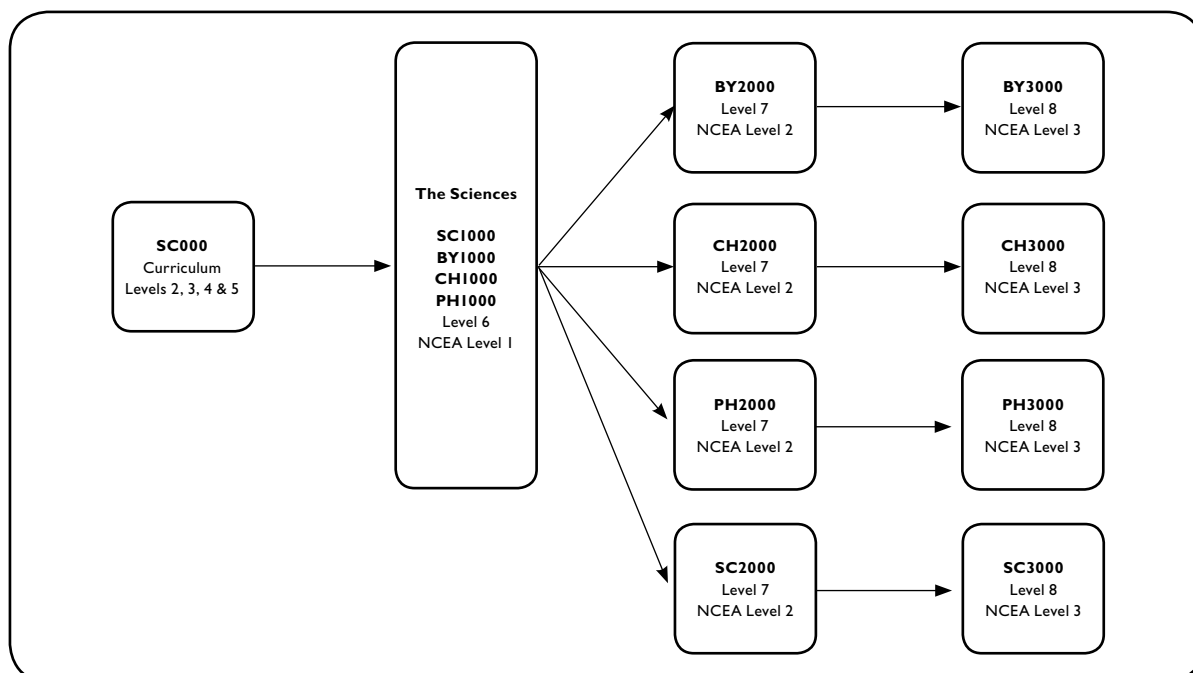 SC000
Curriculum
Levels 2, 3, 4 & 5
The Sciences
SC1000
BY1000
CH1000
PH1000
Level 6
NCEA Level 1
BY2000
Level 7
NCEA Level 2
BY3000
Level 8
NCEA Level 3
CH2000
Level 7
NCEA Level 2
CH3000
Level 8
NCEA Level 3
PH2000
Level 7
NCEA Level 2
PH3000
Level 8
NCEA Level 3
SC2000
Level 7
NCEA Level 2
SC3000
Level 8
NCEA Level 3